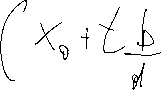 (x₀ + t b/d